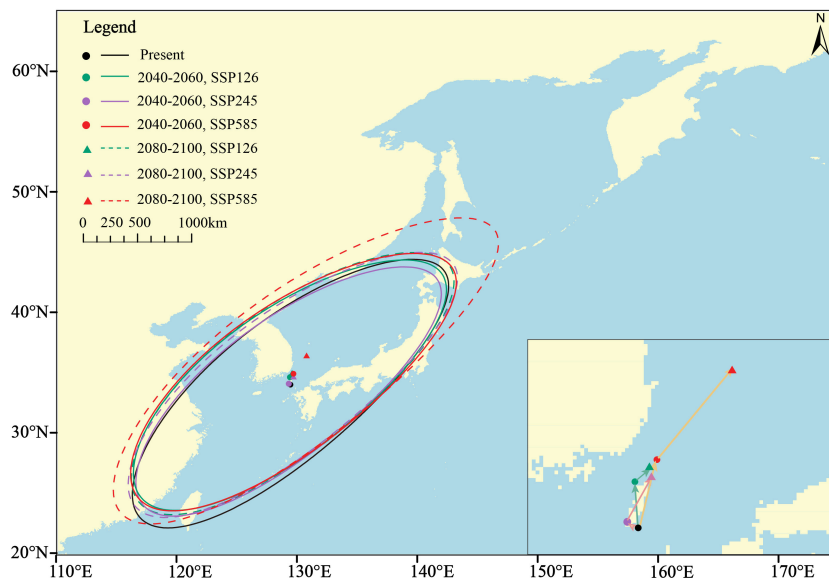 Legend
Present
2040-2060, SSP126
2040-2060, SSP245
2040-2060, SSP585
2080-2100, SSP126
2080-2100, SSP245
2080-2100, SSP585
0 250 500 1000km
N
60°N
50°N
40°N
30°N
20°N
110°E 120°E 130°E 140°E 150°E 160°E 170°E